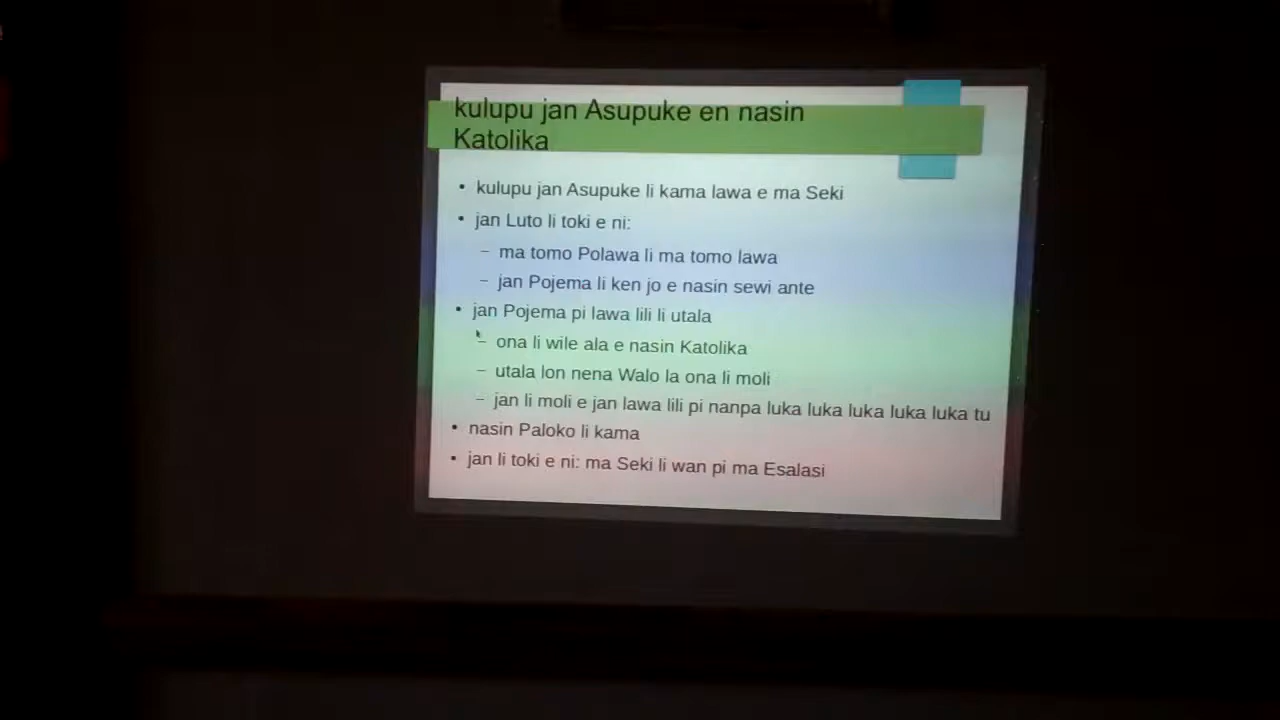 kulupu jan Asupuke en nasin
Katolika
• kulupu jan Asupuke li kama lawa e ma Seki
• jan Luto li toki e ni:
– ma tomo Polawa li ma tomo lawa
– jan Pojema li ken jo e nasin sewi ante
• jan Pojema pi lawa lili li utala
– ona li wile ala e nasin Katolika
– utala lon nena Walo la ona li moli
– jan li moli e jan lawa lili pi nanpa luka luka luka luka luka tu
• nasin Paloko li kama
• jan li toki e ni: ma Seki li wan pi ma Esalasi